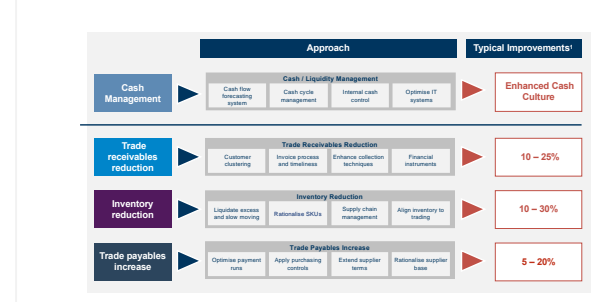 Approach
Typical Improvements¹
Cash
Management
Cash / Liquidity Management
Cash flow
forecasting
system
Cash cycle
management
Internal cash
control
Optimise IT
systems
Enhanced Cash
Culture
Trade
receivables
reduction
Trade Receivables Reduction
Customer
clustering
Invoice process
and timeliness
Enhance collection
techniques
Financial
instruments
10 – 25%
Inventory
reduction
Inventory Reduction
Liquidate excess
and slow moving
Rationalise SKUs
Supply chain
management
Align inventory to
trading
10 – 30%
Trade payables
increase
Trade Payables Increase
Optimise payment
runs
Apply purchasing
controls
Extend supplier
terms
Rationalise supplier
base
5 – 20%